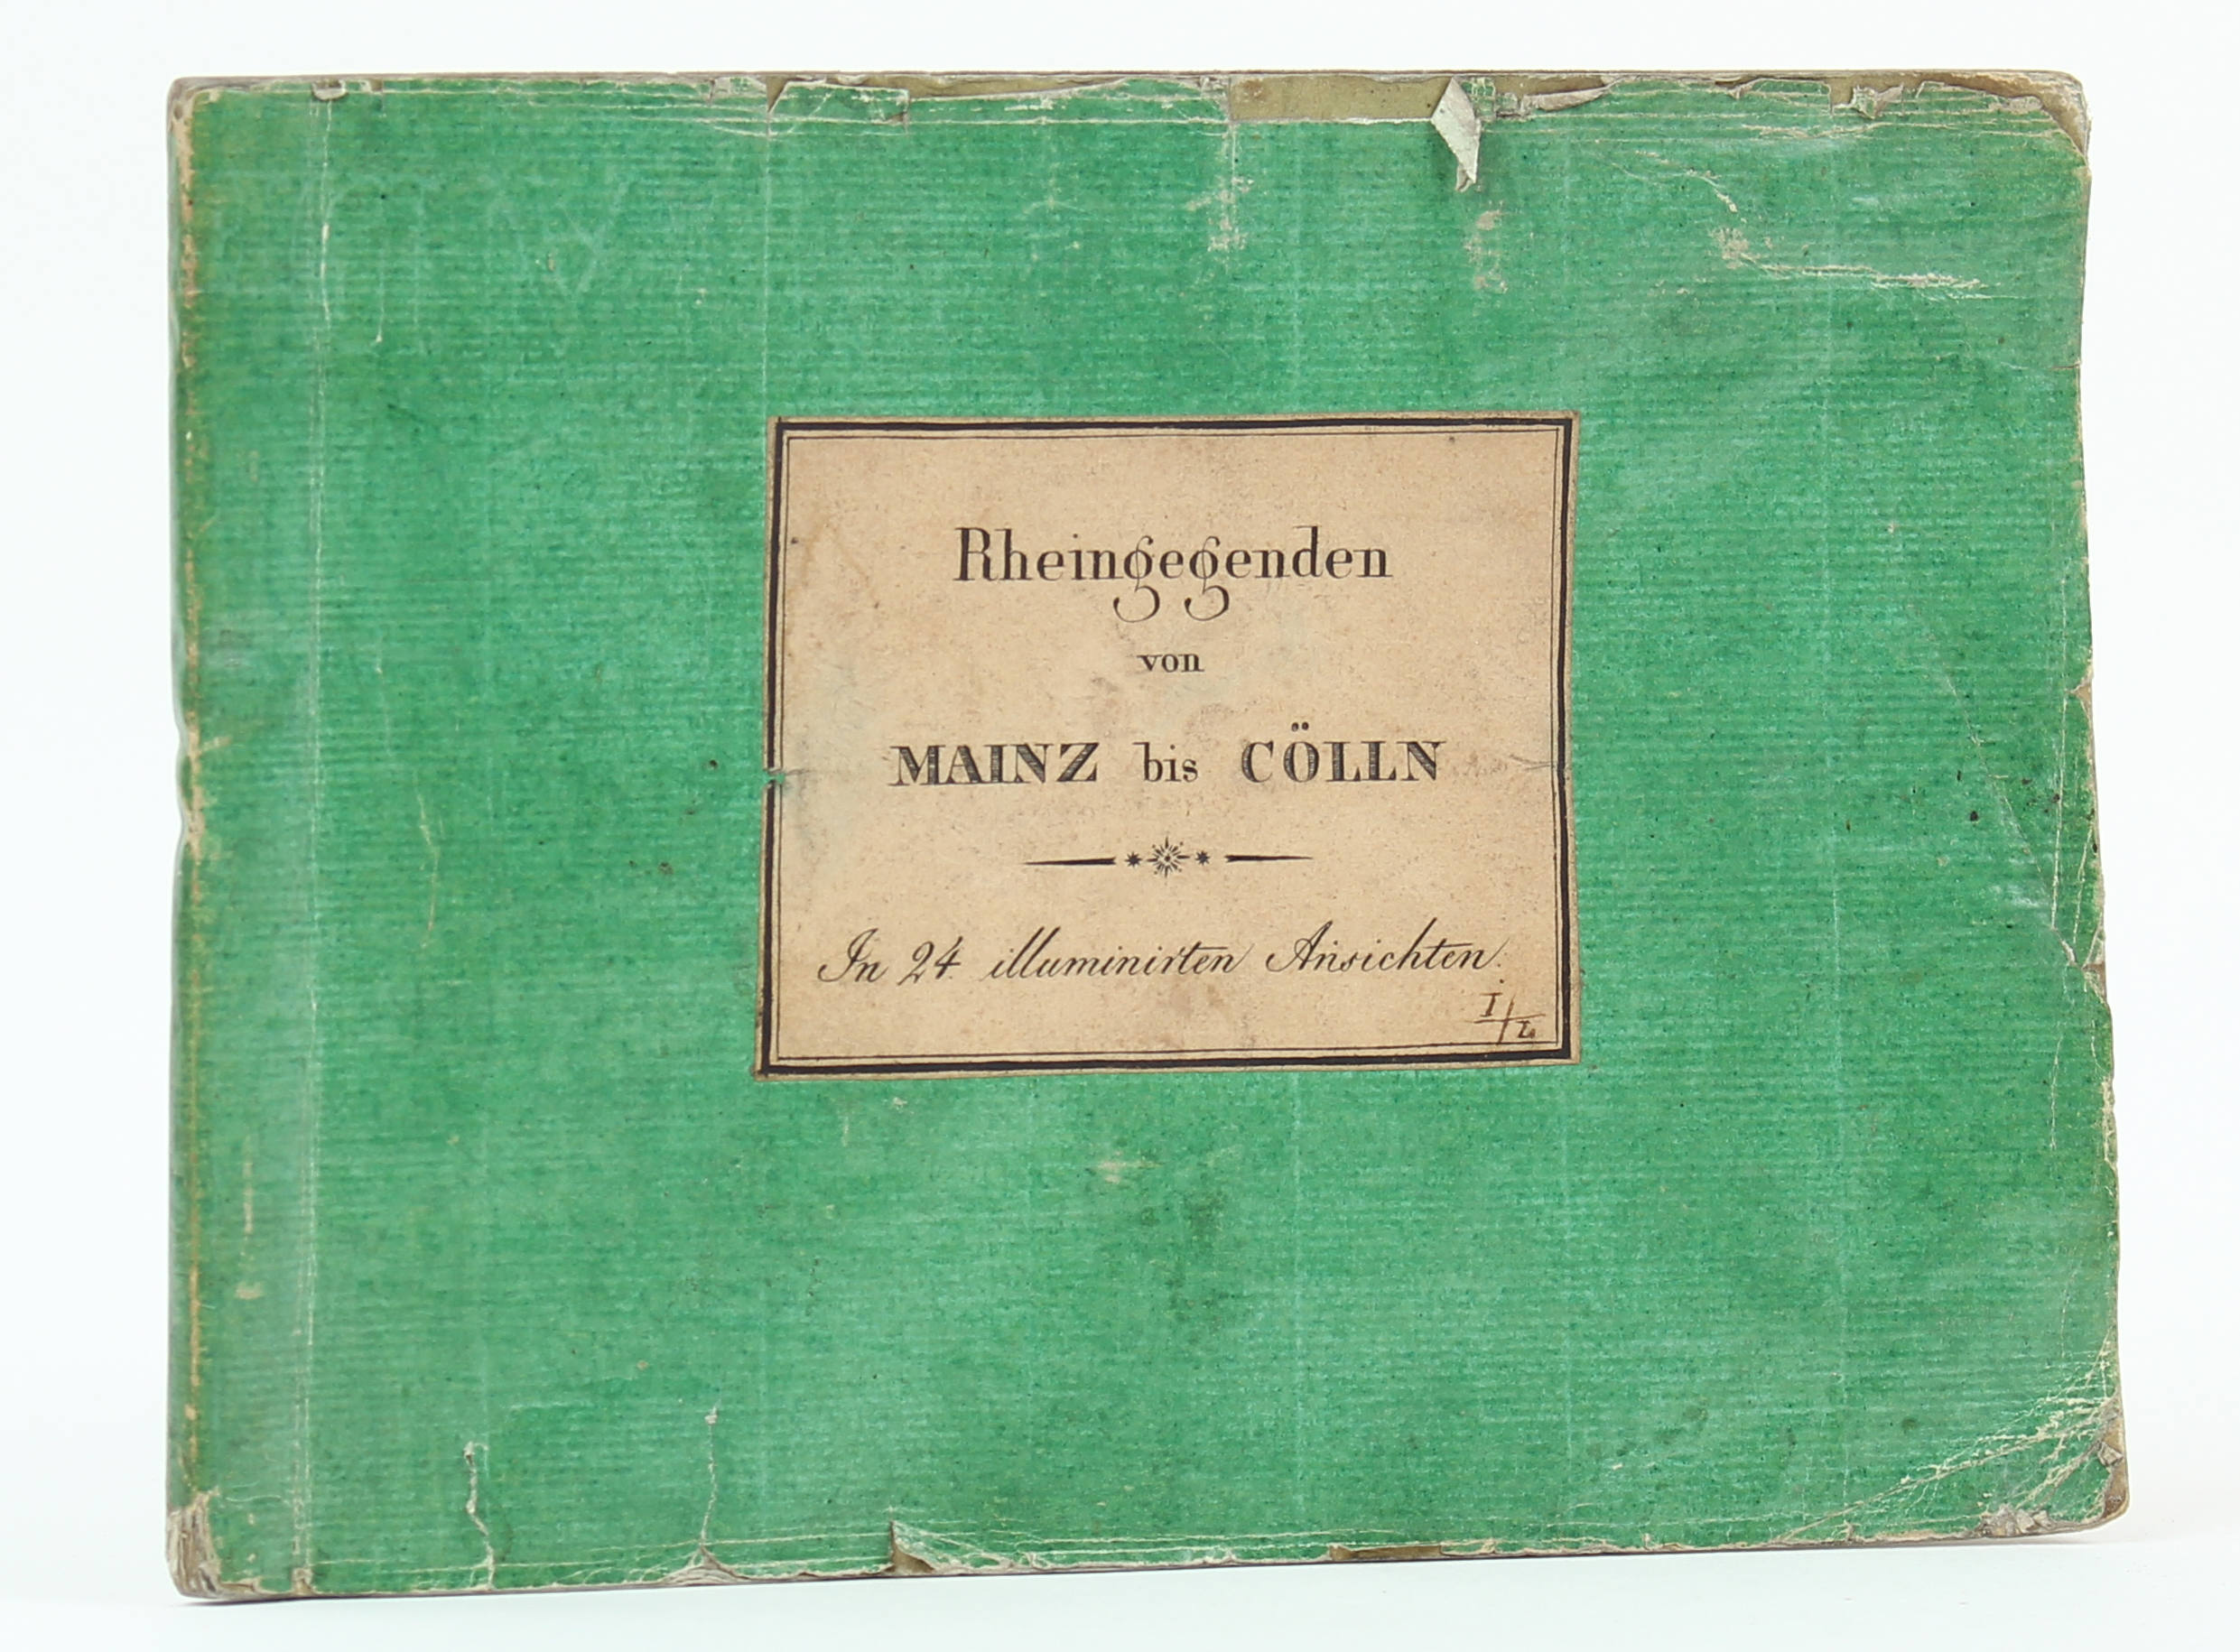 Rheingegenden
von
MAINZ bis CÖLLN
In 24 illuminirten Ansichten.
I/2